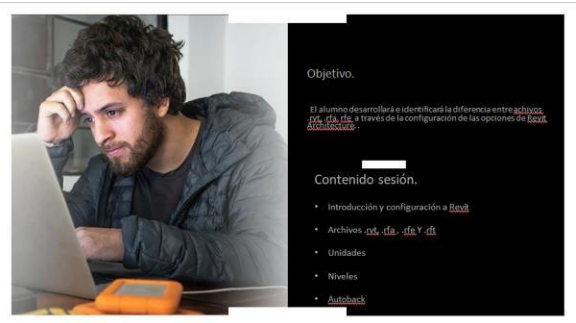 Objetivo.
El alumno desarrollará e identificará la diferencia entre achivos
.rvt, .rfa, rfe a través de la configuración de las opciones de Revit
Architecture. .
Contenido sesión.
• Introducción y configuración a Revit
• Archivos .rvt, .rfa , .rfe Y .rft
• Unidades
• Niveles
• Autoback